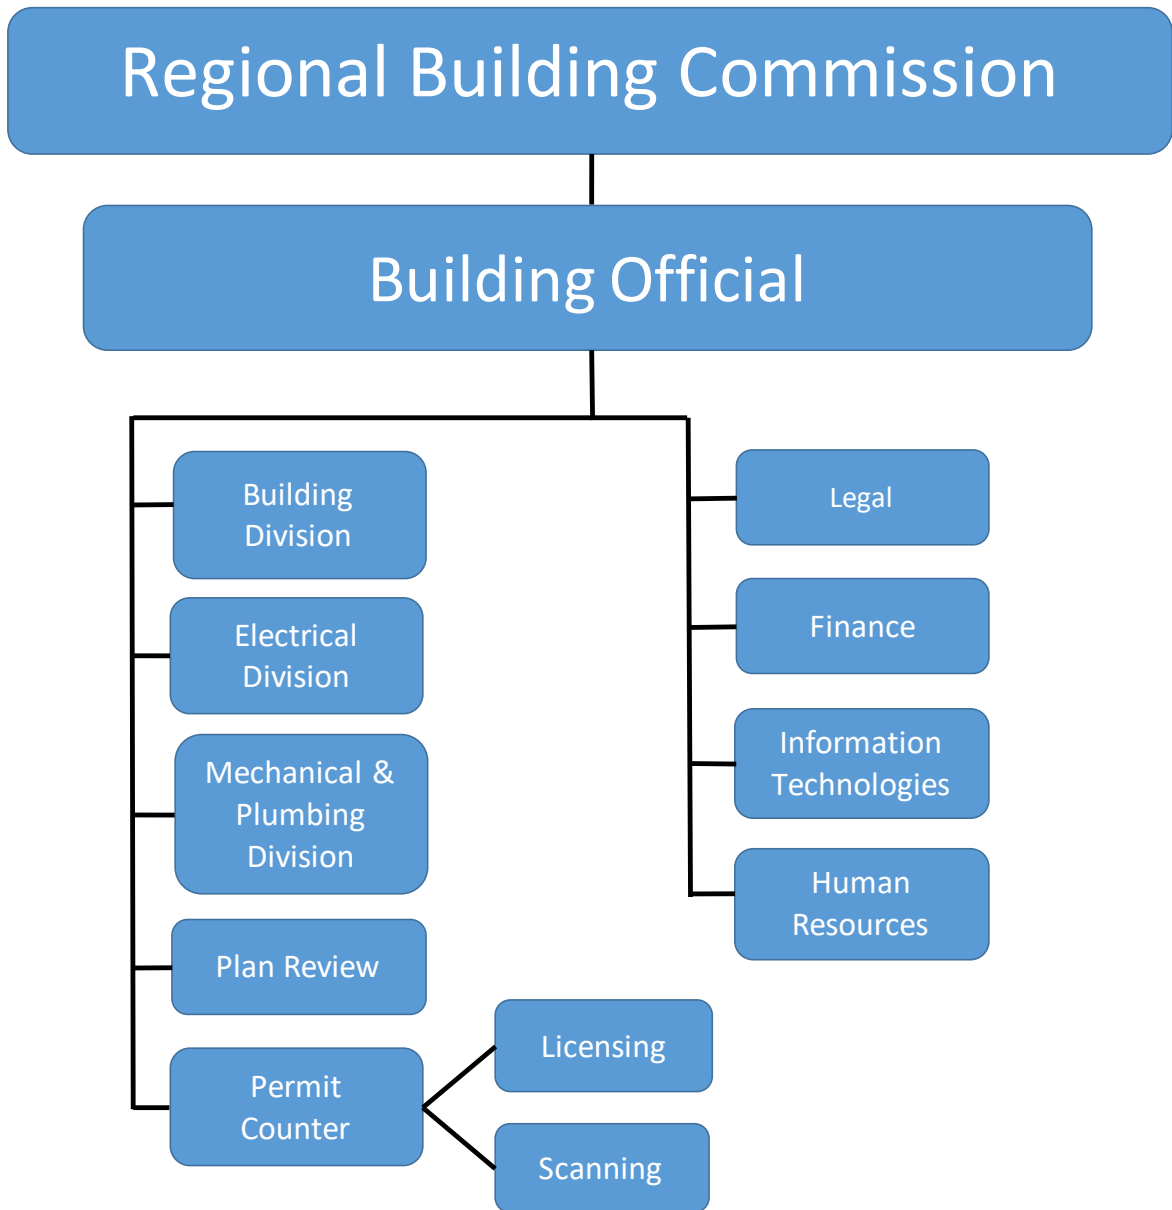 Regional Building Commission
Building Official
Building
Division
Electrical
Division
Mechanical &
Plumbing
Division
Plan Review
Permit
Counter
Licensing
Scanning
Legal
Finance
Information
Technologies
Human
Resources